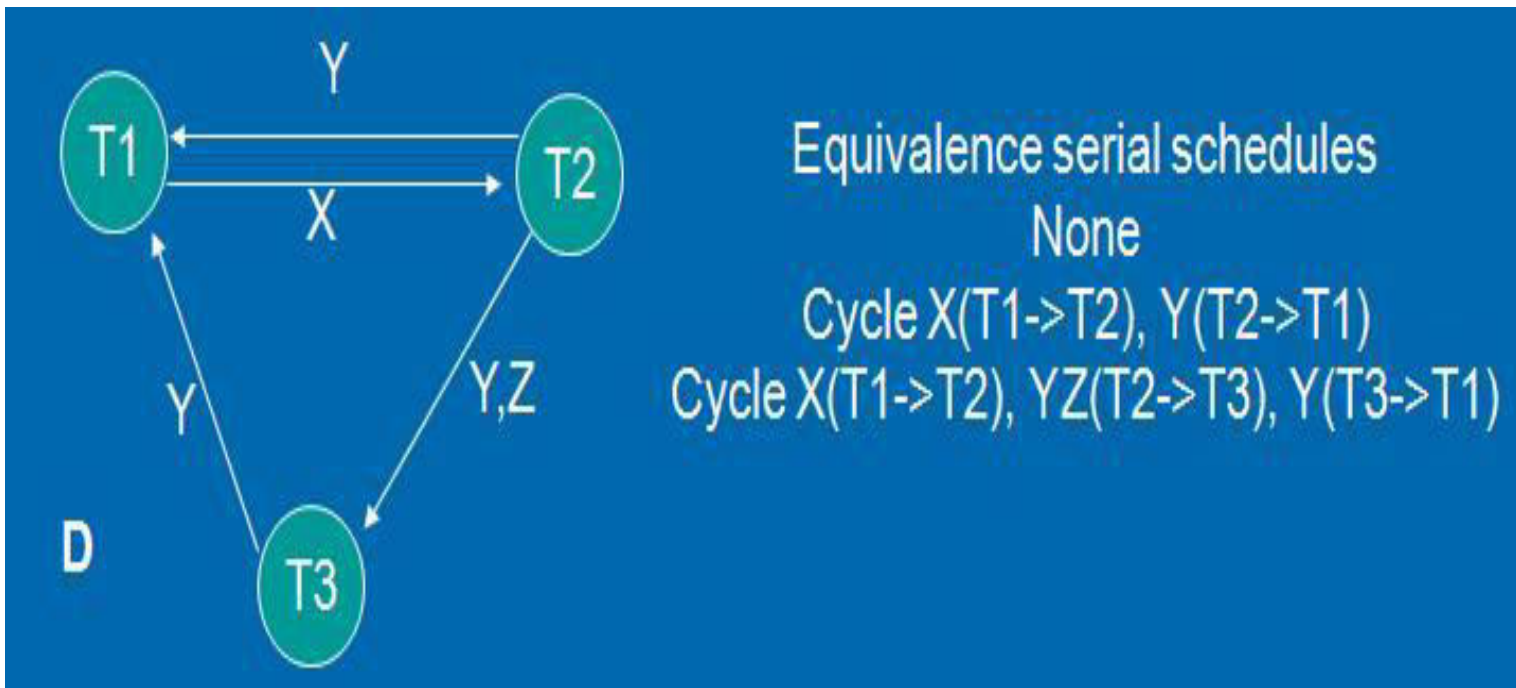 Y
T1
T2
X
Y
Y,Z
D
T3
Equivalence serial schedules
None
Cycle X(T1->T2), Y(T2->T1)
Cycle X(T1->T2), YZ(T2->T3), Y(T3->T1)